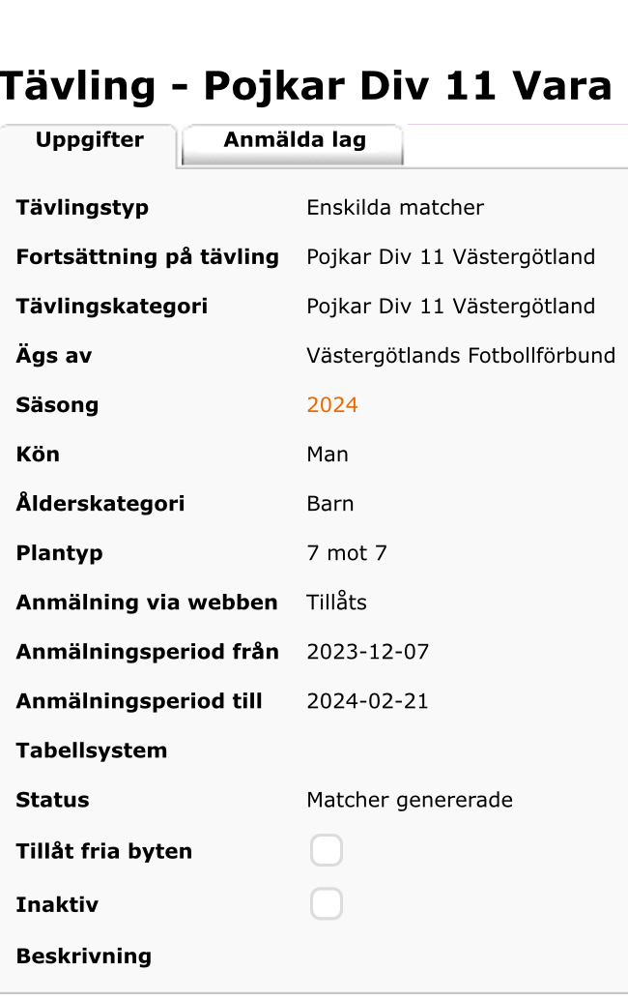 Tävling - Pojkar Div 11 Vara
Uppgifter Anmälda lag
Tävlingstyp Enskilda matcher
Fortsättning på tävling Pojkar Div 11 Västergötland
Tävlingskategori Pojkar Div 11 Västergötland
Ägs av Västergötlands Fotbollförbund
Säsong 2024
Kön Man
Ålderskategori Barn
Plantyp 7 mot 7
Anmälning via webben Tillåts
Anmälningsperiod från 2023-12-07
Anmälningsperiod till 2024-02-21
Tabellsystem
Status Matcher genererade
Tillåt fria byten
Inaktiv
Beskrivning